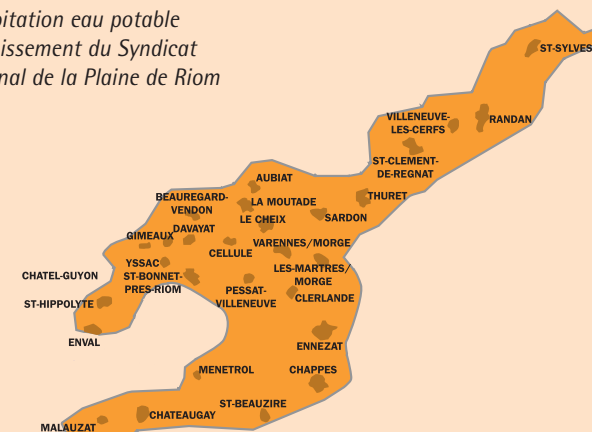 oitation eau potable
issement du Syndicat
nal de la Plaine de Riom
ST-SYLVES
VILLENEUVE-
LES-CERFS
RANDAN
ST-CLEMENT-
DE-REGNAT
AUBIAT
THURET
BEAUREGARD-
VENDON
LA MOUTADE
SARDON
LE CHEIX
DAVAYAT
GIMEAUX
VARENNES/MORGE
CELLULE
YSSAC
CHATEL-GUYON
ST-BONNET-
PRES-RIOM
LES-MARTRES/
MORGE
PESSAT-
VILLENEUVE
CLERLANDE
ST-HIPPOLYTE
ENVAL
ENNEZAT
MENETROL
CHAPPES
ST-BEAUZIRE
CHATEAUGAY
MALAUZAT